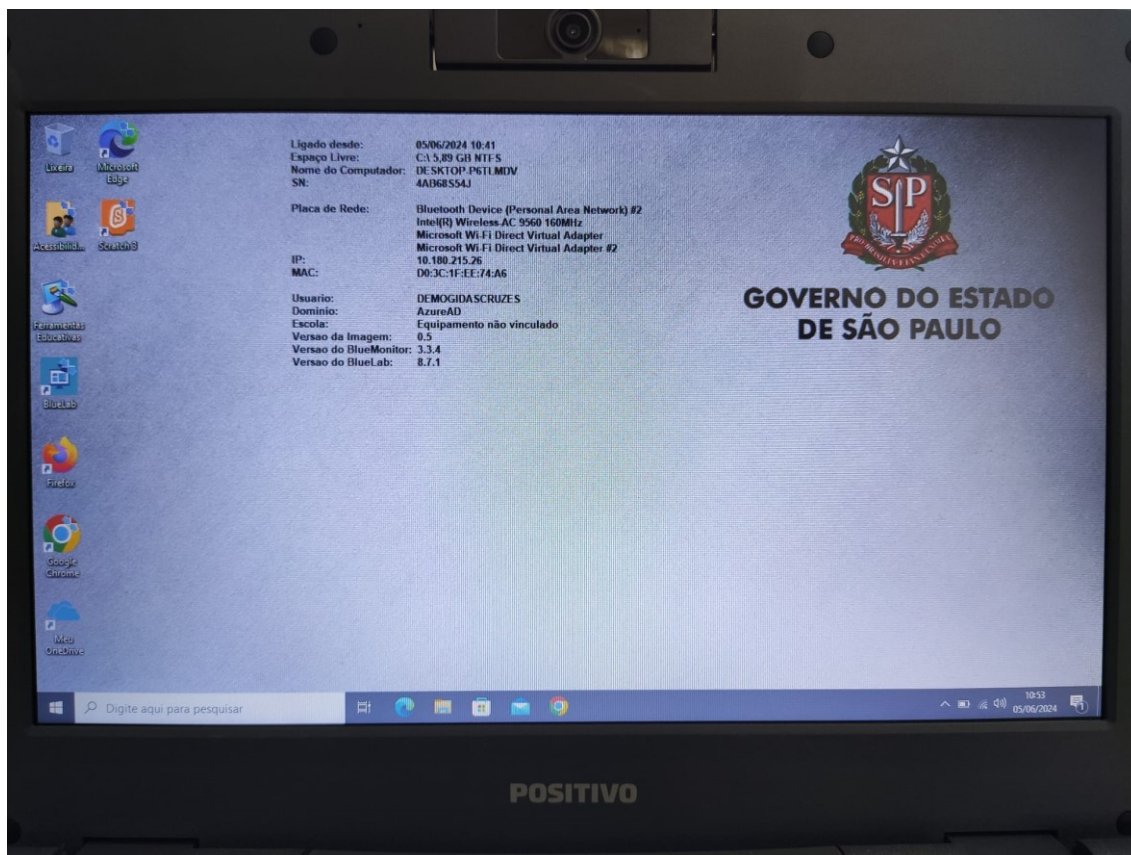 Lixeira
Microsoft
Edge
Acessibilid...
Scratch 3
Ferramentas
Educativas
BlueLab
Firefox
Google
Chrome
Meu
OneDrive
Ligado desde: 05/06/2024 10:41
Espaço Livre: C:\ 5,89 GB NTFS
Nome do Computador: DESKTOP-P6TLMDV
SN: 4AB68S54J
Placa de Rede: Bluetooth Device (Personal Area Network) #2
Intel(R) Wireless-AC 9560 160MHz
Microsoft Wi-Fi Direct Virtual Adapter
Microsoft Wi-Fi Direct Virtual Adapter #2
IP: 10.180.215.26
MAC: D0:3C:1F:EE:74:A6
Usuario: DEMOGIDASCRUZES
Dominio: AzureAD
Escola: Equipamento não vinculado
Versao da Imagem: 0.5
Versao do BlueMonitor: 3.3.4
Versao do BlueLab: 8.7.1
SP
PRO BRASILIA FIANT EXIMIA
GOVERNO DO ESTADO
DE SÃO PAULO
Digite aqui para pesquisar
10:53
05/06/2024
1
POSITIVO